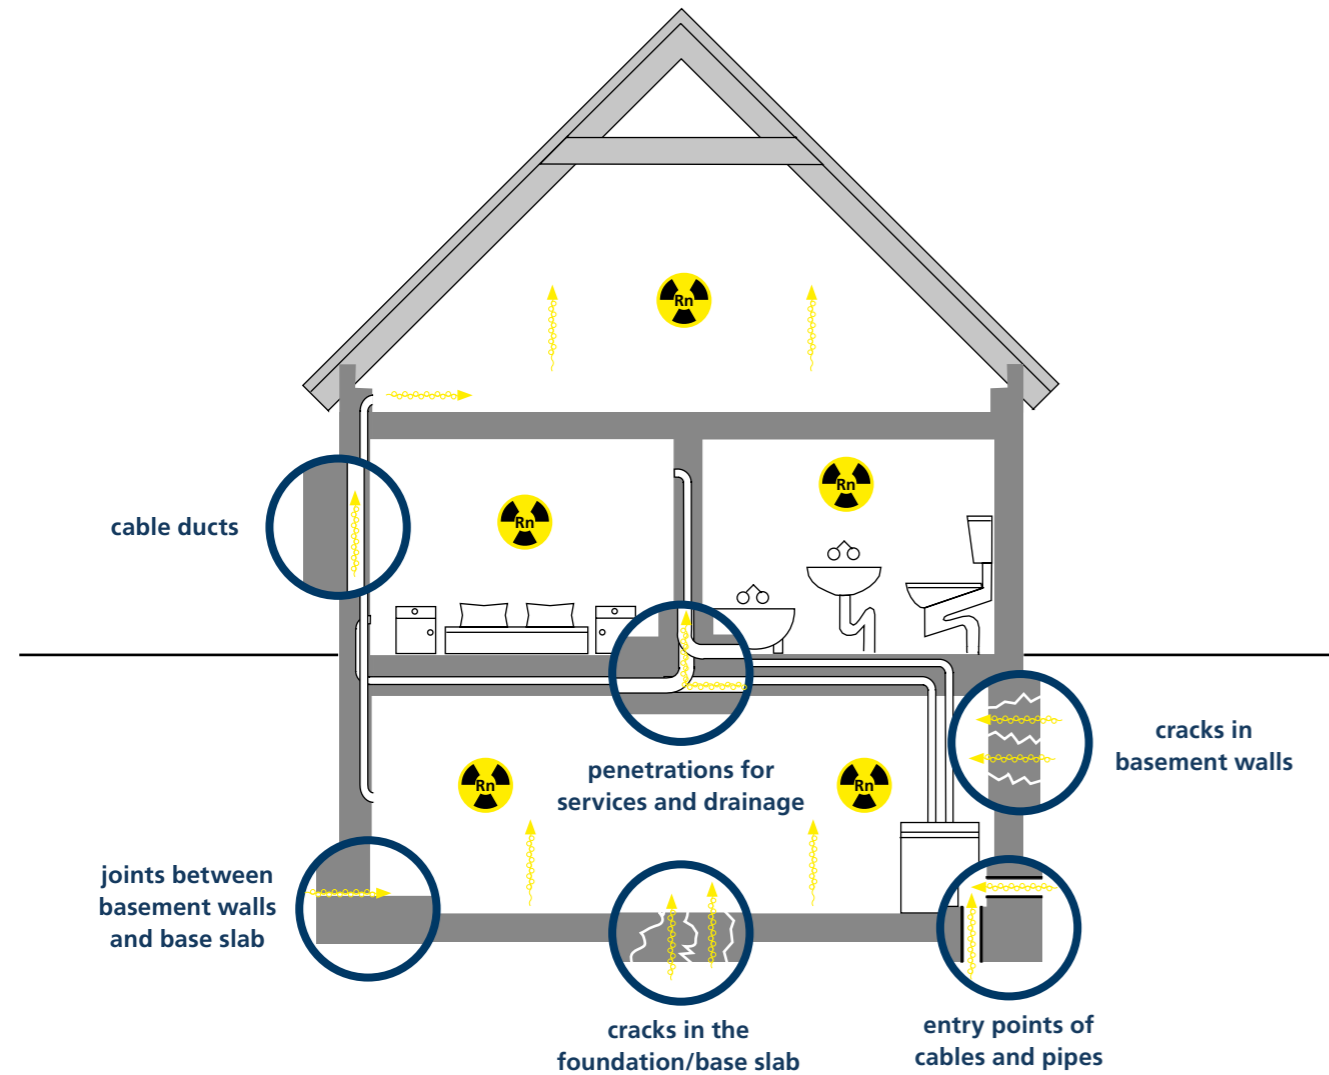 Rn
Rn
Rn
cable ducts
Rn
Rn
penetrations for
services and drainage
cracks in
basement walls
joints between
basement walls
and base slab
cracks in the
foundation/base slab
entry points of
cables and pipes